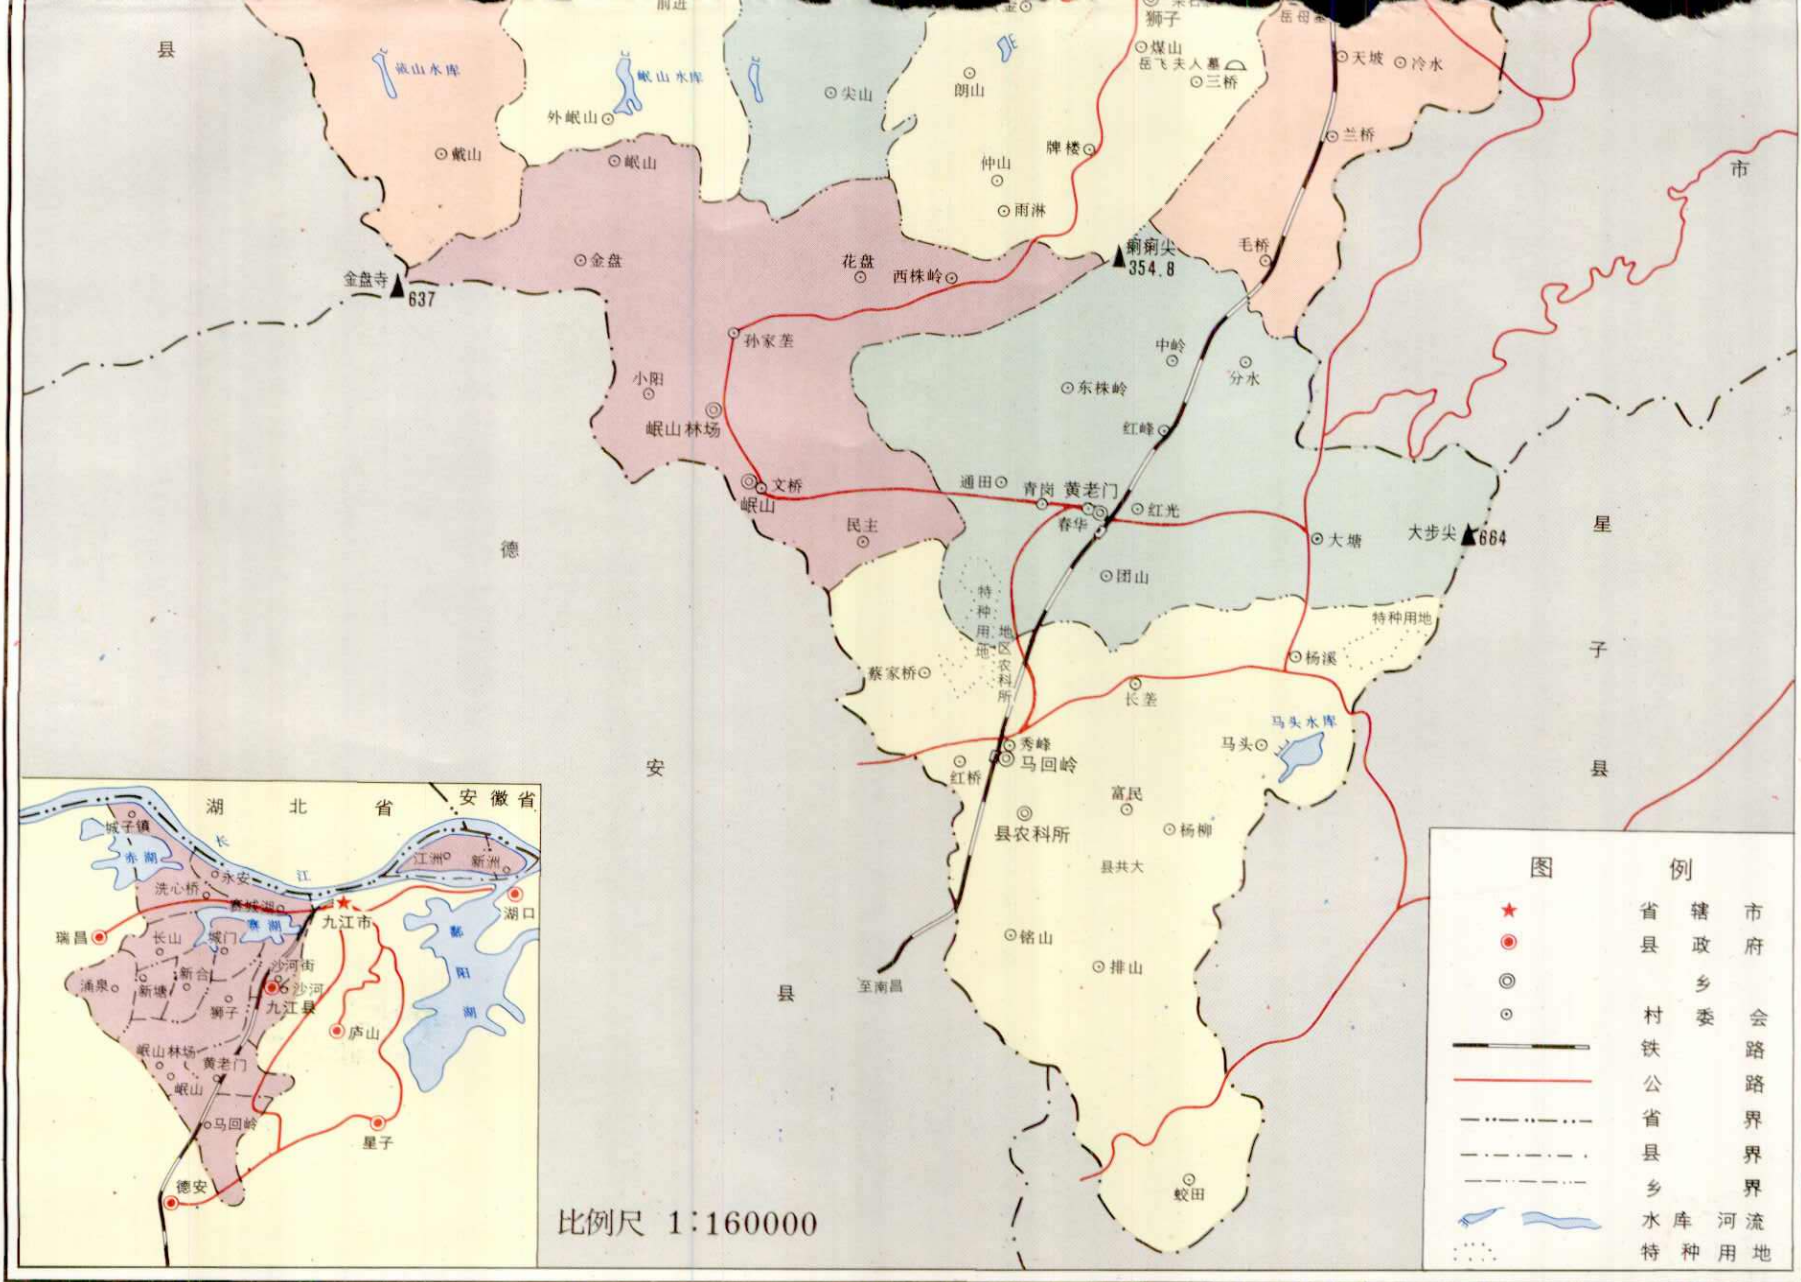 前进
狮子
岳母墓
县
煤山
天坡
冷水
岳飞夫人墓
三桥
岷山水库
尖山
朗山
外岷山
兰桥
戴山
岷山
牌楼
仲山
市
雨淋
毛桥
354.8
金盘
花盘
西株岭
金盘寺
637
孙家垄
中岭
分水
小阳
东株岭
岷山林场
红峰
通田
文桥
青岗
黄老门
岷山
红光
春华
民主
大塘
大步尖
664
星
德
团山
特种用地
特种用地
地区农科所
子
杨溪
蔡家桥
长垄
马头水库
秀峰
马头
安
马回岭
红桥
县
富民
县农科所
杨柳
县共大
铭山
排山
至南昌
县
蛟田
比例尺 1:160000
湖北省
安徽省
城子镇
赤湖
长
江
江洲
新洲
永安
洗心桥
赛城湖
赛湖
九江市
湖口
瑞昌
长山
城门
鄱
阳
湖
沙河街
新合
涌泉
新塘
沙河
狮子
九江县
庐山
岷山林场
黄老门
岷山
马回岭
星子
德安
图例
省辖市
县政府
乡
村委会
铁路
公路
省界
县界
乡界
水库河流
特种用地